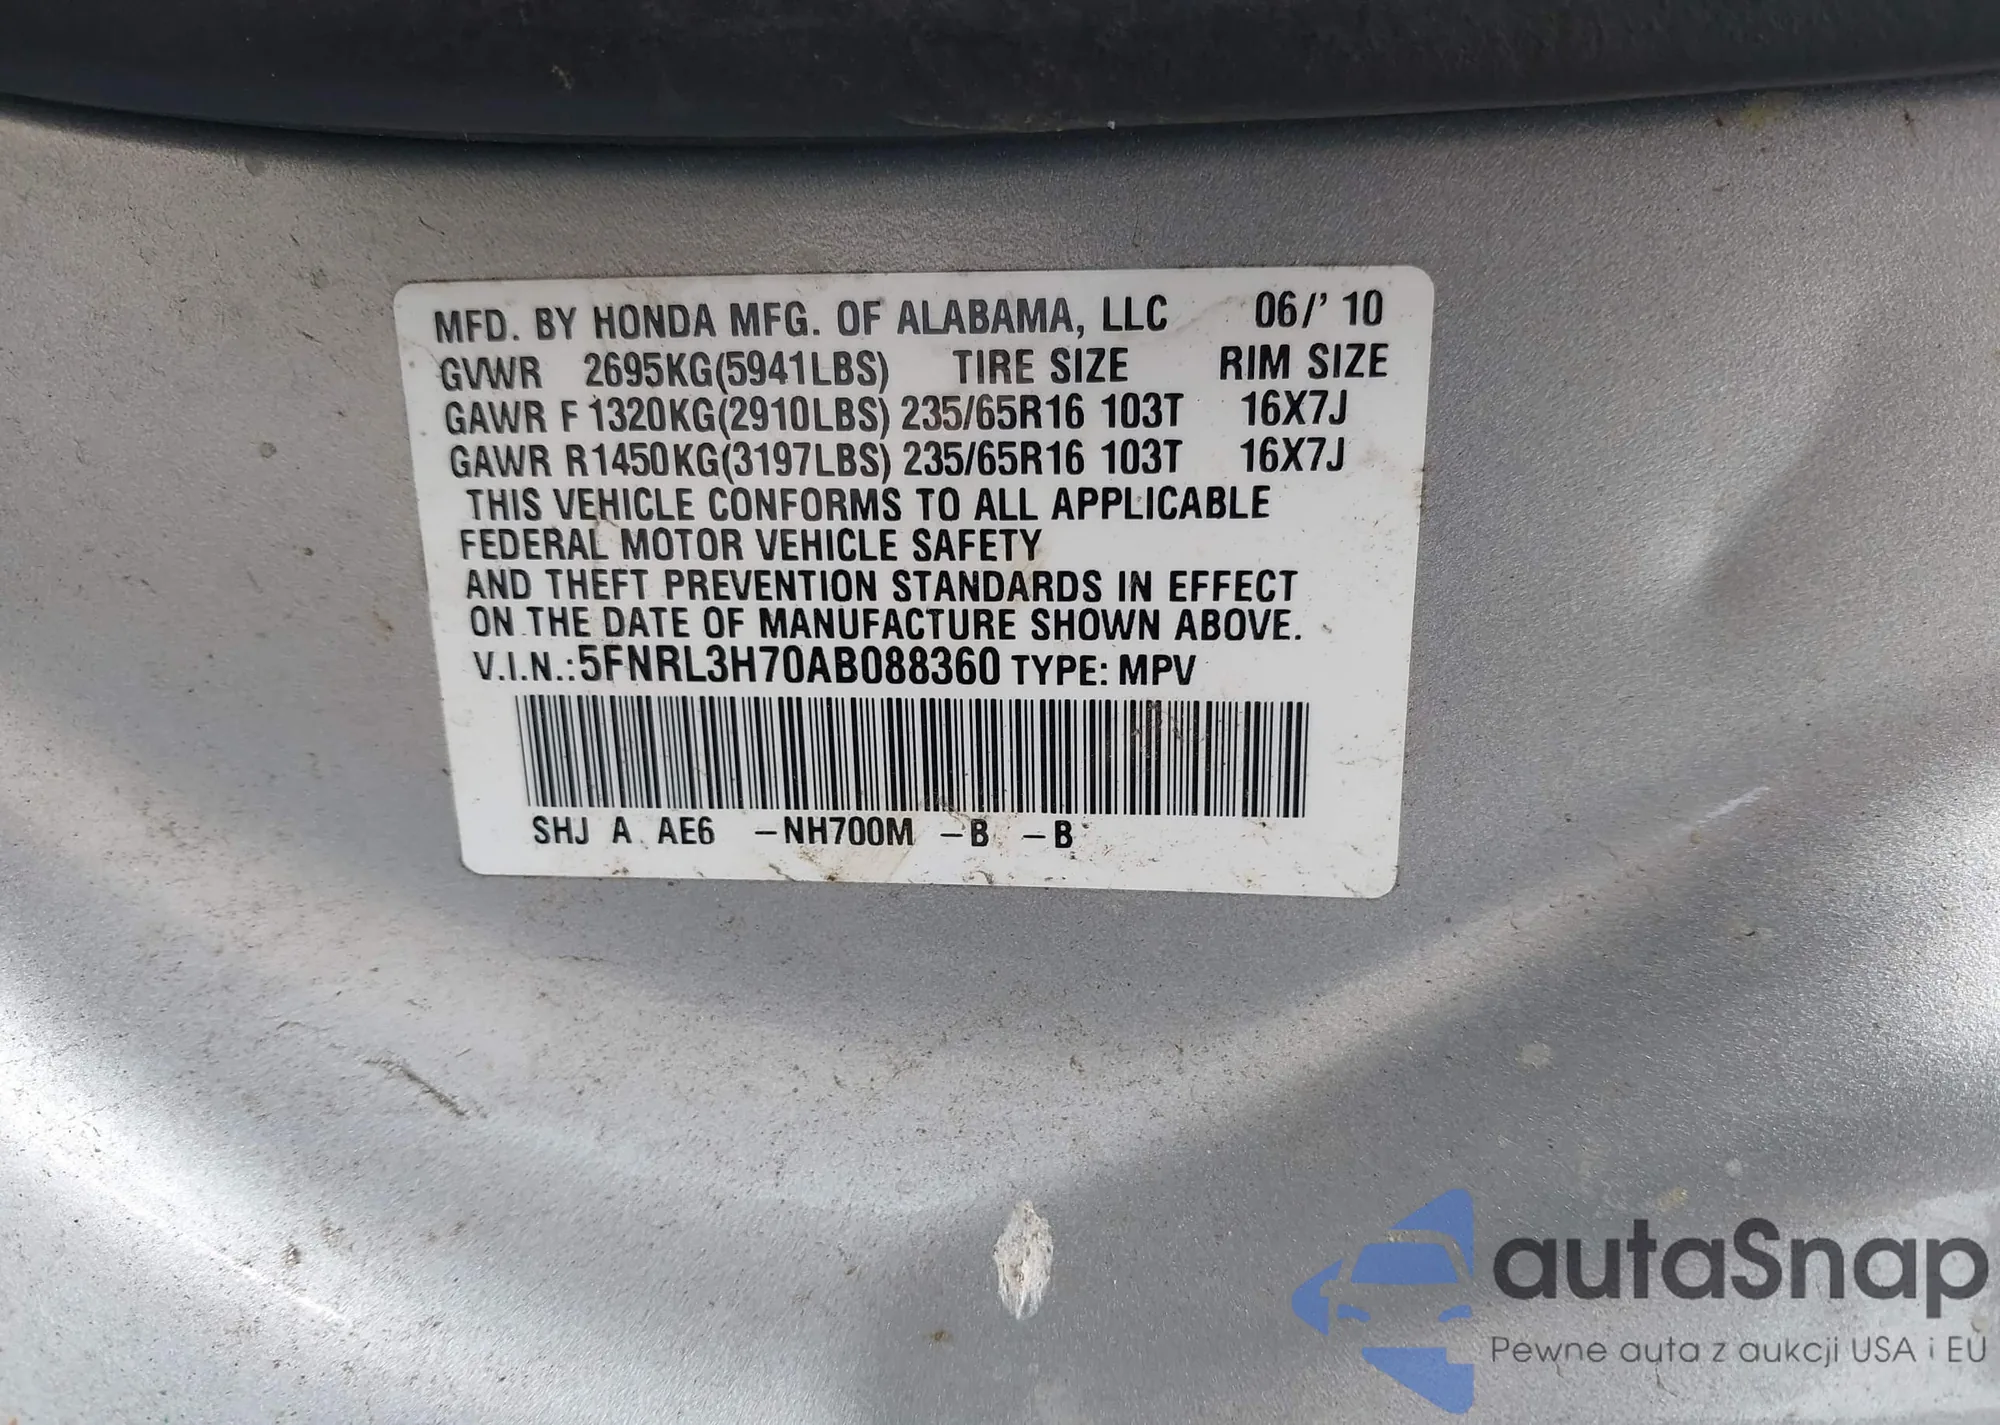 MFD. BY HONDA MFG. OF ALABAMA, LLC 06/' 10
GVWR 2695KG(5941LBS) TIRE SIZE RIM SIZE
GAWR F 1320KG(2910LBS) 235/65R16 103T 16X7J
GAWR R1450KG(3197LBS) 235/65R16 103T 16X7J
THIS VEHICLE CONFORMS TO ALL APPLICABLE
FEDERAL MOTOR VEHICLE SAFETY
AND THEFT PREVENTION STANDARDS IN EFFECT
ON THE DATE OF MANUFACTURE SHOWN ABOVE.
V.I.N.: 5FNRL3H70AB088360 TYPE: MPV
SHJ A AE6 -NH700M -B -B
autaSnap
Pewne auta z aukcji USA i EU